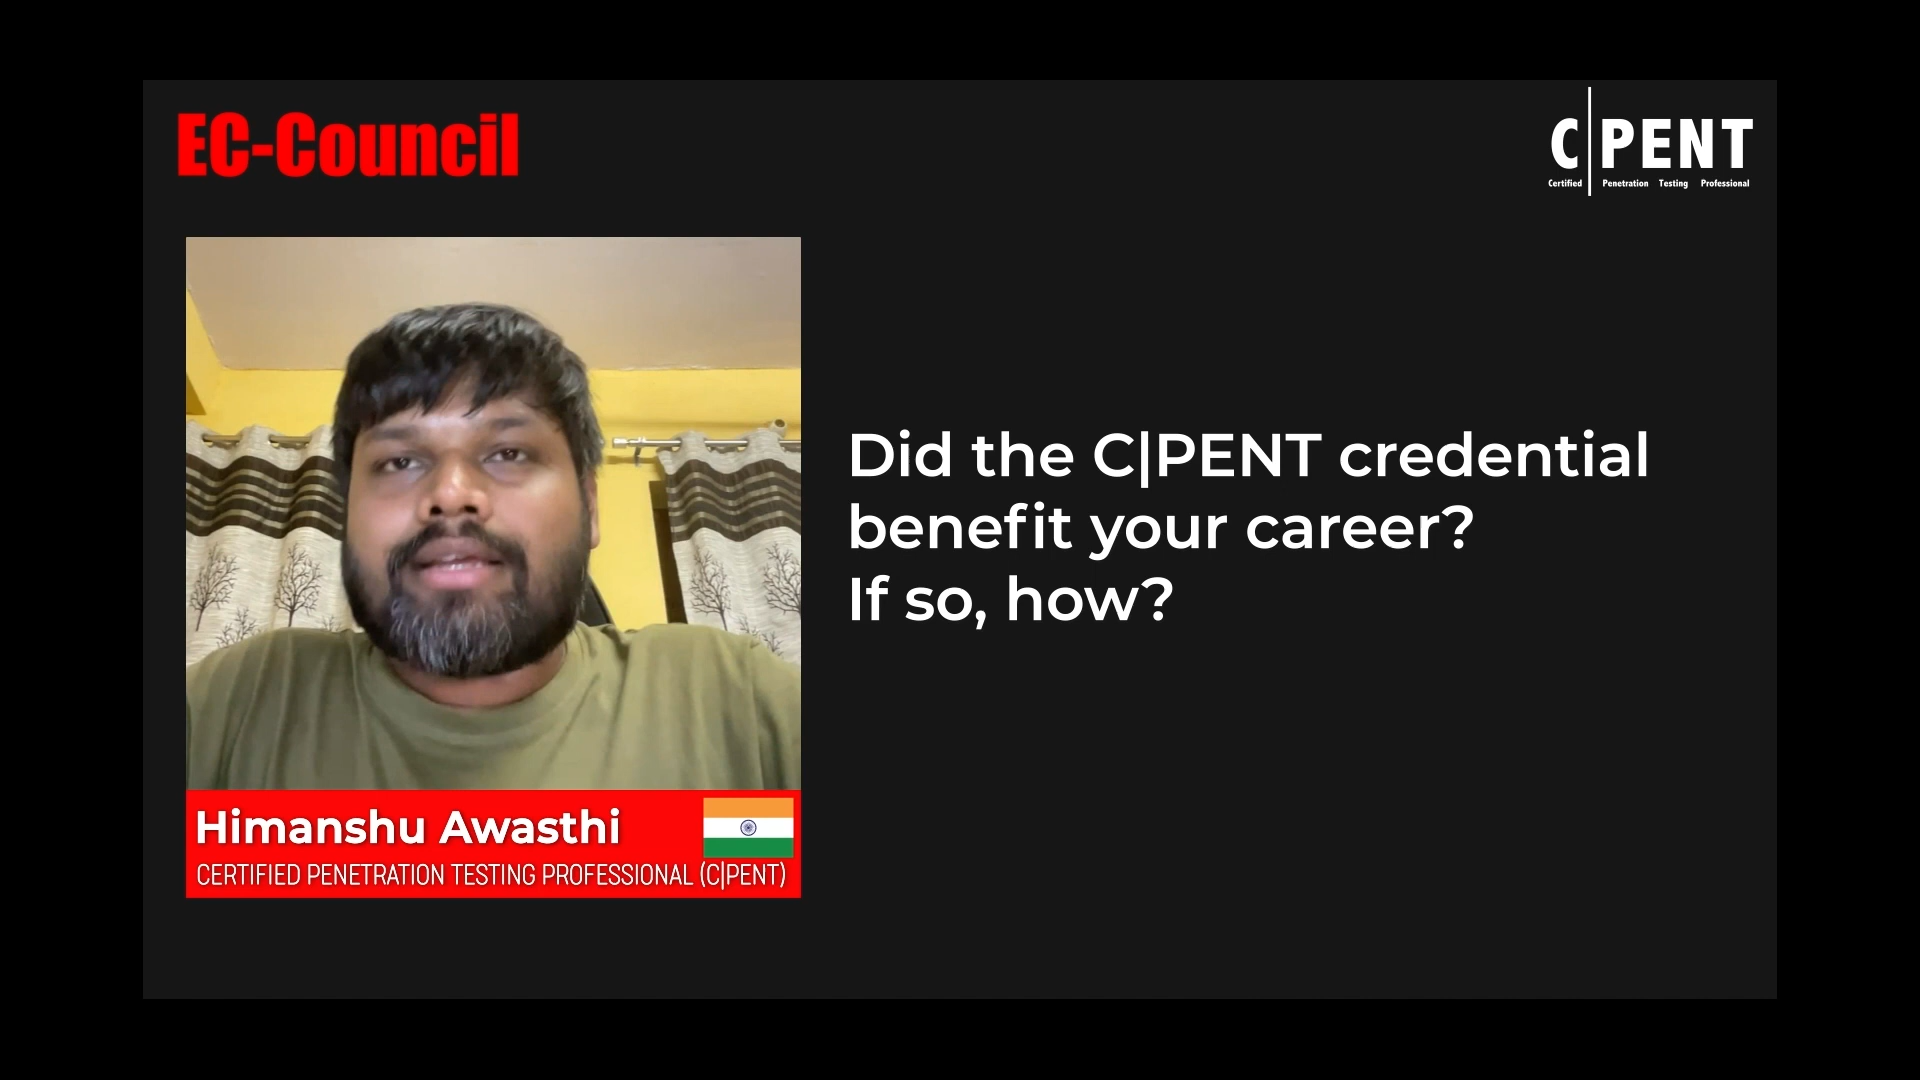 EC-Council
C|PENT
Certified Penetration Testing Professional
Did the C|PENT credential
benefit your career?
If so, how?
Himanshu Awasthi
CERTIFIED PENETRATION TESTING PROFESSIONAL (C|PENT)